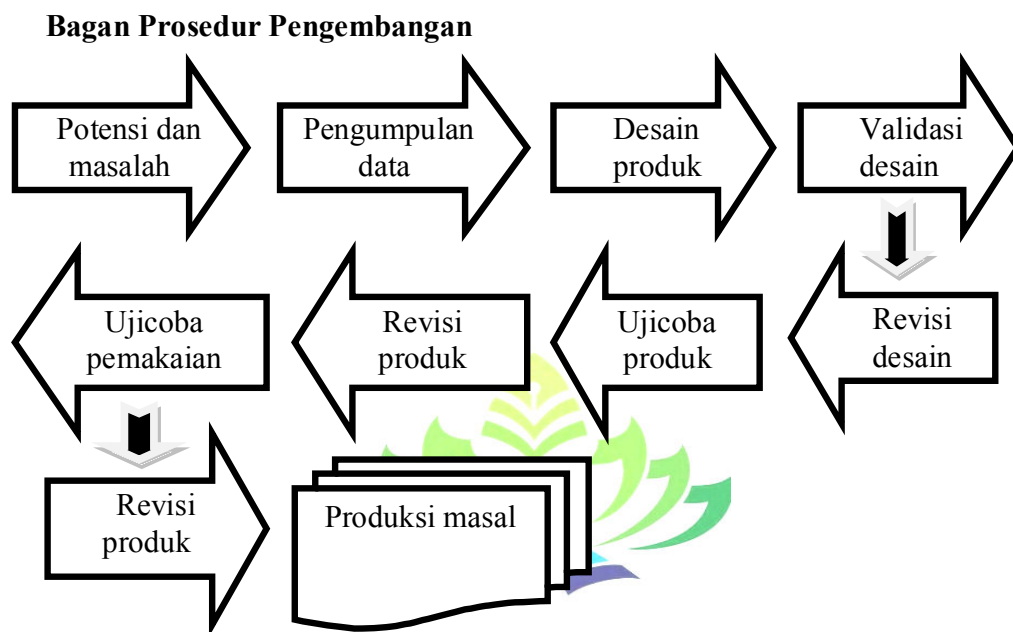 Bagan Prosedur Pengembangan
Potensi dan
masalah
Pengumpulan
data
Desain
produk
Validasi
desain
Revisi
desain
Ujicoba
produk
Revisi
produk
Ujicoba
pemakaian
Revisi
produk
Produksi masal